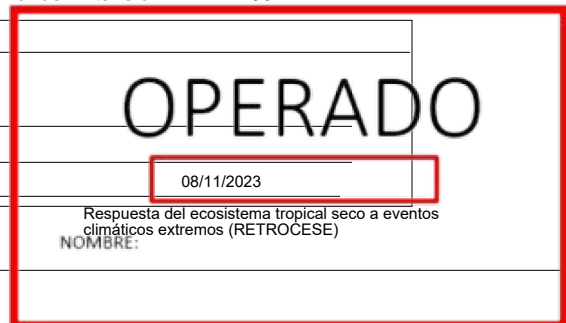 OPERADO
08/11/2023
Respuesta del ecosistema tropical seco a eventos
climáticos extremos (RETROCESE)
NOMBRE: